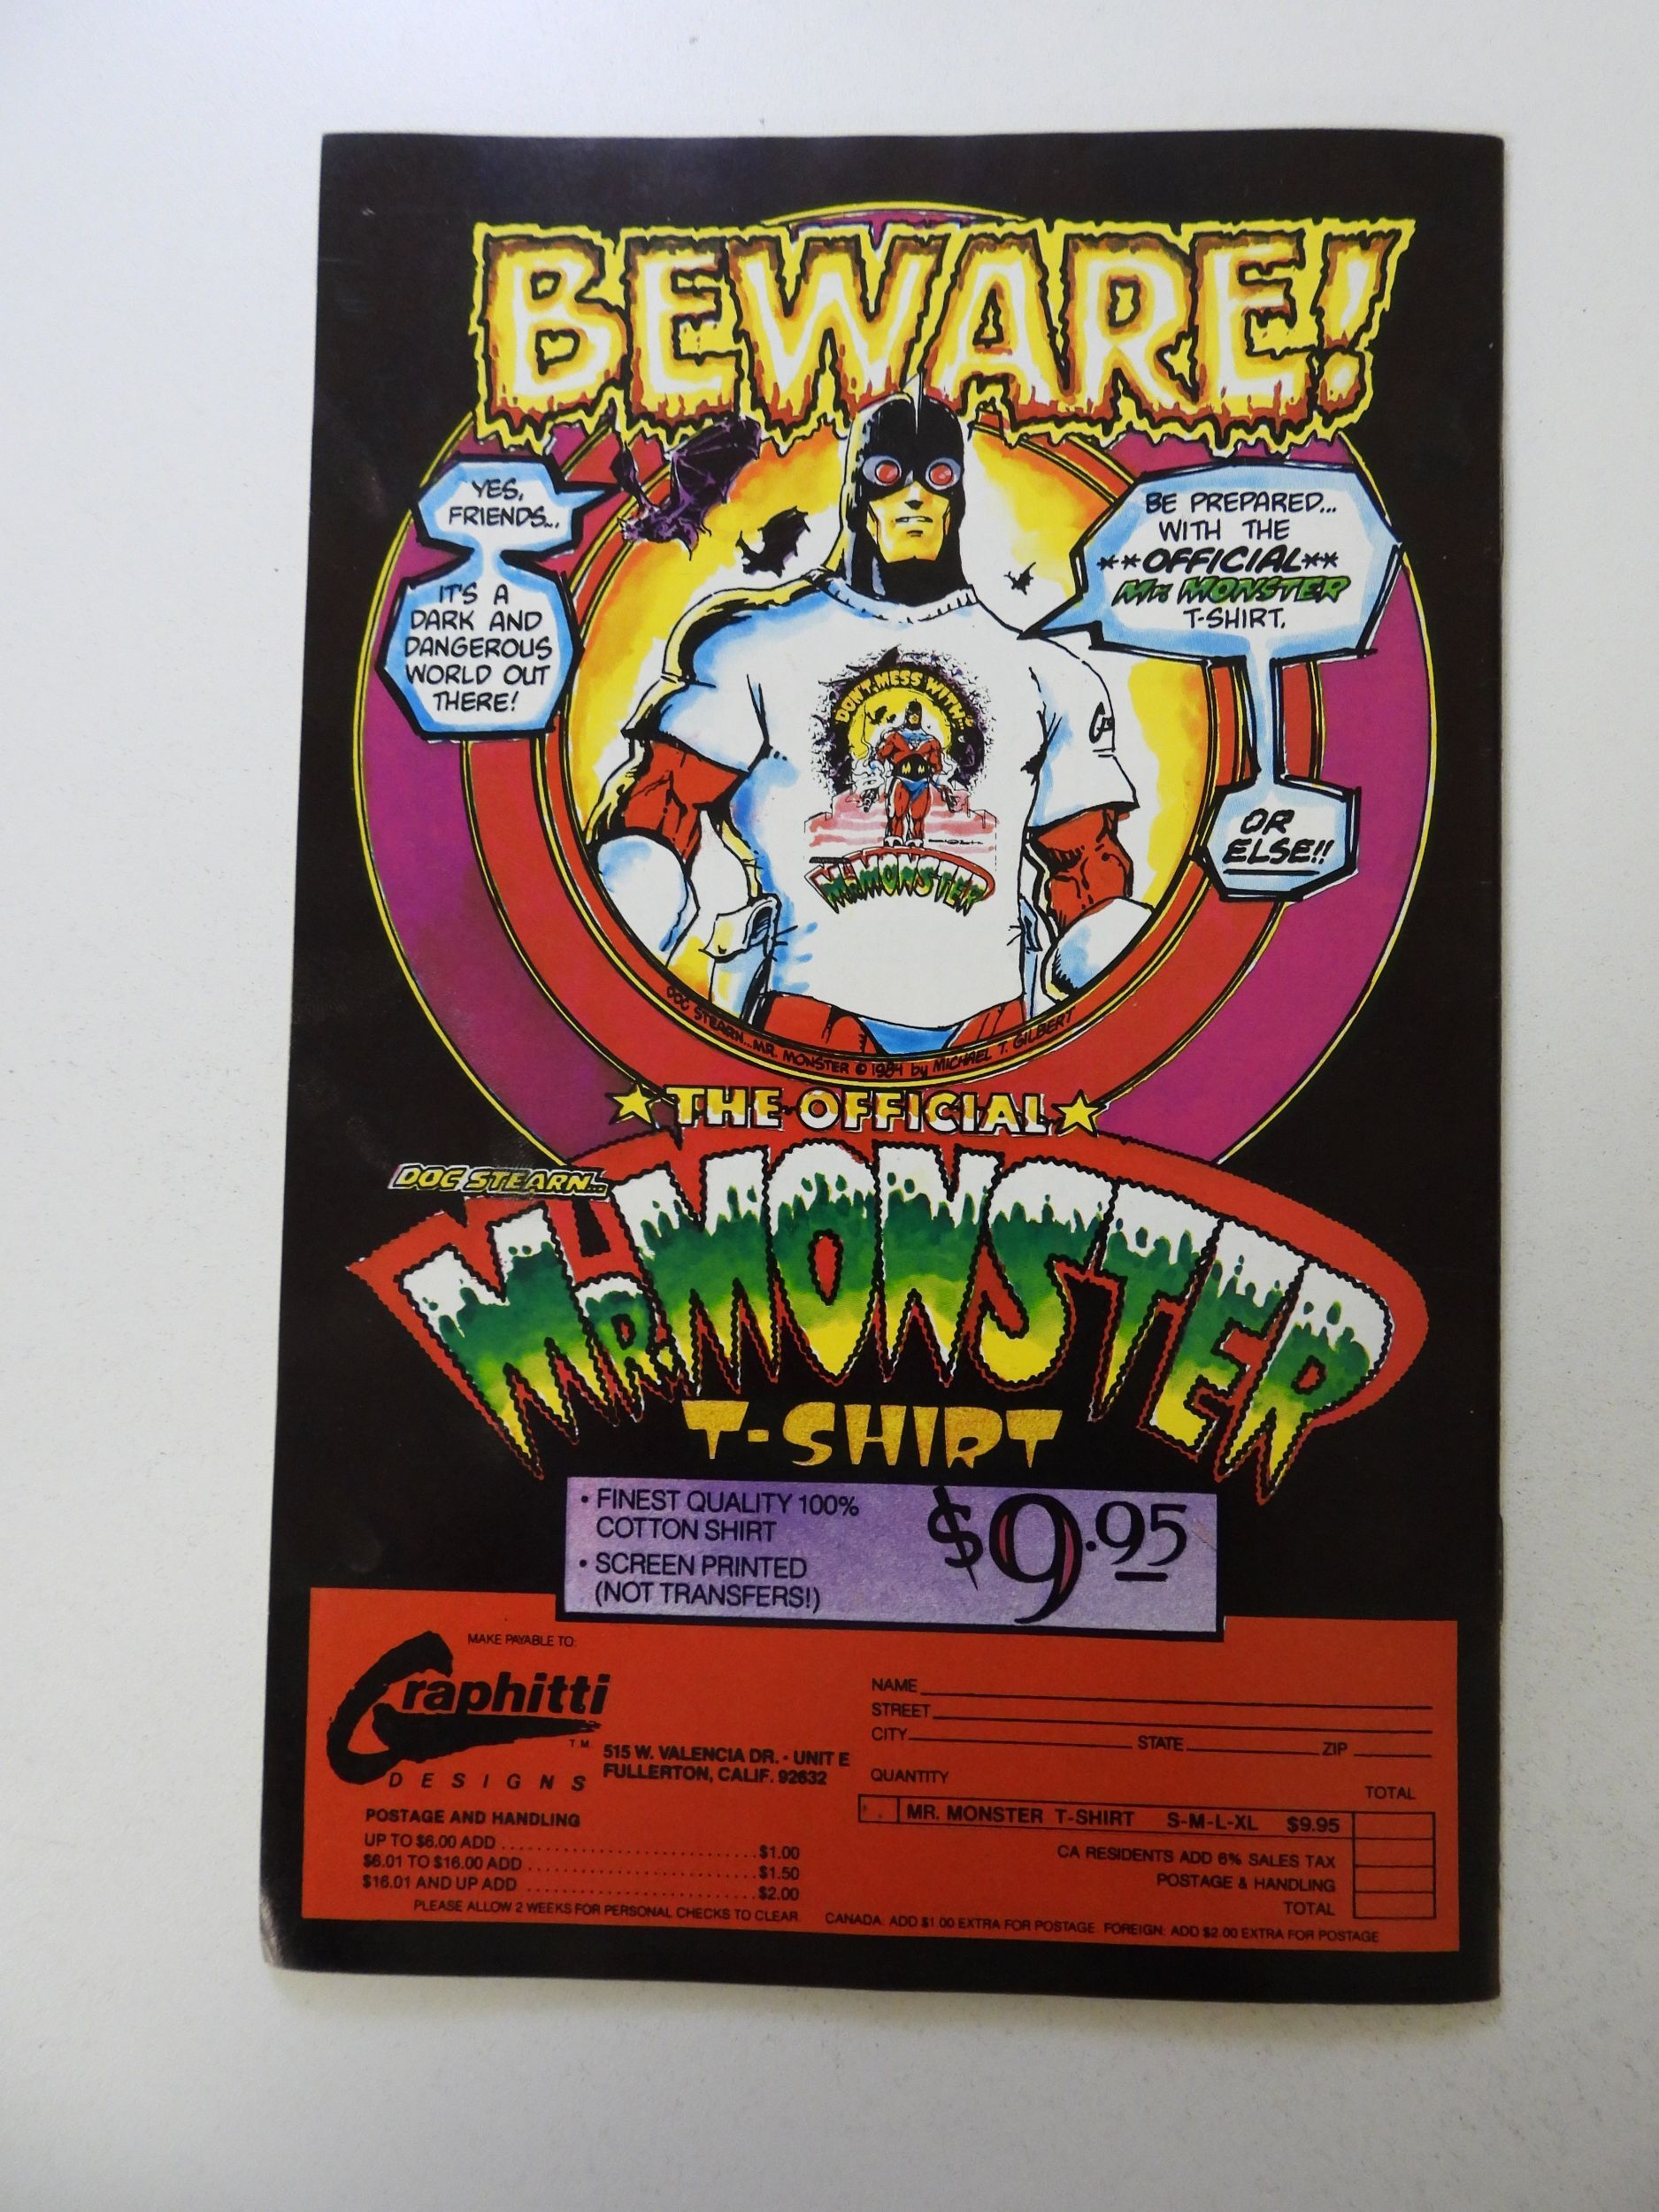 BEWARE!
YES,
FRIENDS...
IT'S A
DARK AND
DANGEROUS
WORLD OUT
THERE!
BE PREPARED...
WITH THE
**OFFICIAL**
MR. MONSTER
T-SHIRT.
OR
ELSE!!
DON'T MESS WITH
MR. MONSTER
DOC STEARN...MR. MONSTER © 1984 by MICHAEL T. GILBERT
THE OFFICIAL
DOC STEARN...
MR. MONSTER
T-SHIRT
• FINEST QUALITY 100%
COTTON SHIRT
• SCREEN PRINTED
(NOT TRANSFERS!)
$9.95
MAKE PAYABLE TO:
Graphitti
TM
DESIGNS
515 W. VALENCIA DR. - UNIT E
FULLERTON, CALIF. 92632
POSTAGE AND HANDLING
UP TO $6.00 ADD ........................ $1.00
$6.01 TO $16.00 ADD ........................ $1.50
$16.01 AND UP ADD ........................ $2.00
PLEASE ALLOW 2 WEEKS FOR PERSONAL CHECKS TO CLEAR.
NAME
STREET
CITY STATE ZIP
QUANTITY TOTAL
MR. MONSTER T-SHIRT S-M-L-XL $9.95
CA RESIDENTS ADD 6% SALES TAX
POSTAGE & HANDLING
TOTAL
CANADA: ADD $1.00 EXTRA FOR POSTAGE. FOREIGN: ADD $2.00 EXTRA FOR POSTAGE